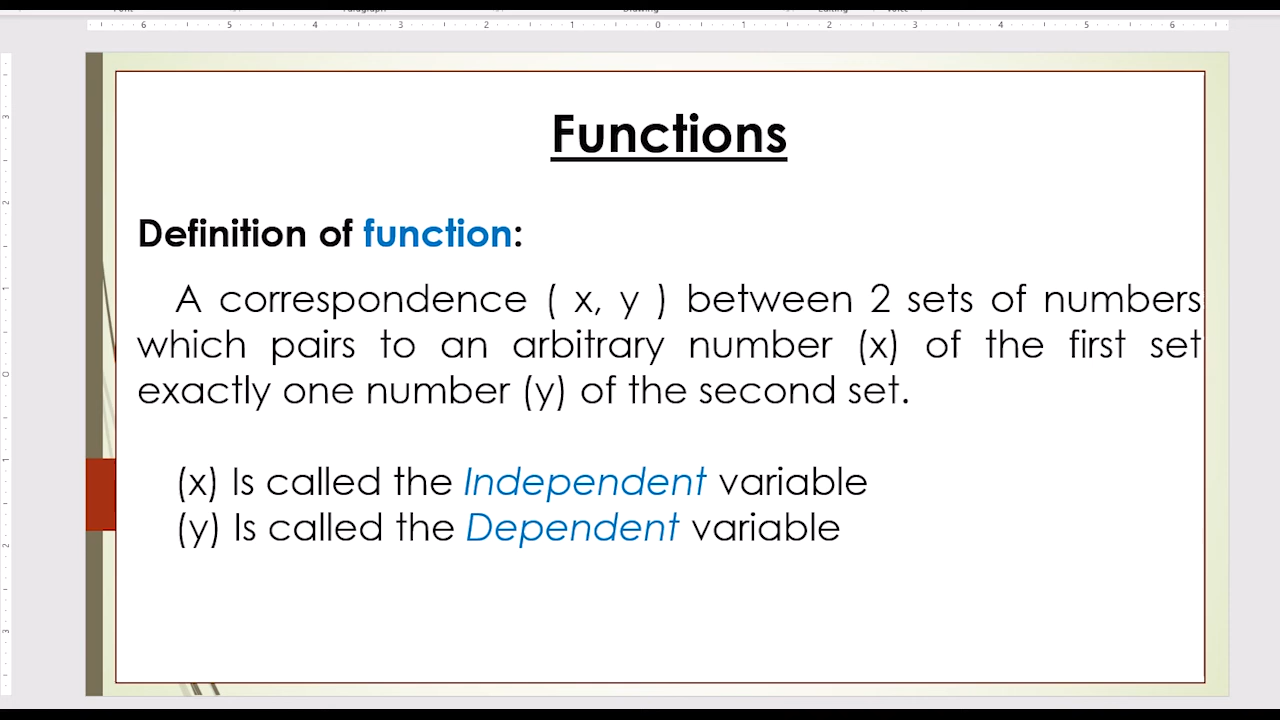 Functions
Definition of function:
A correspondence ( x, y ) between 2 sets of numbers
which pairs to an arbitrary number (x) of the first set
exactly one number (y) of the second set.
(x) Is called the Independent variable
(y) Is called the Dependent variable